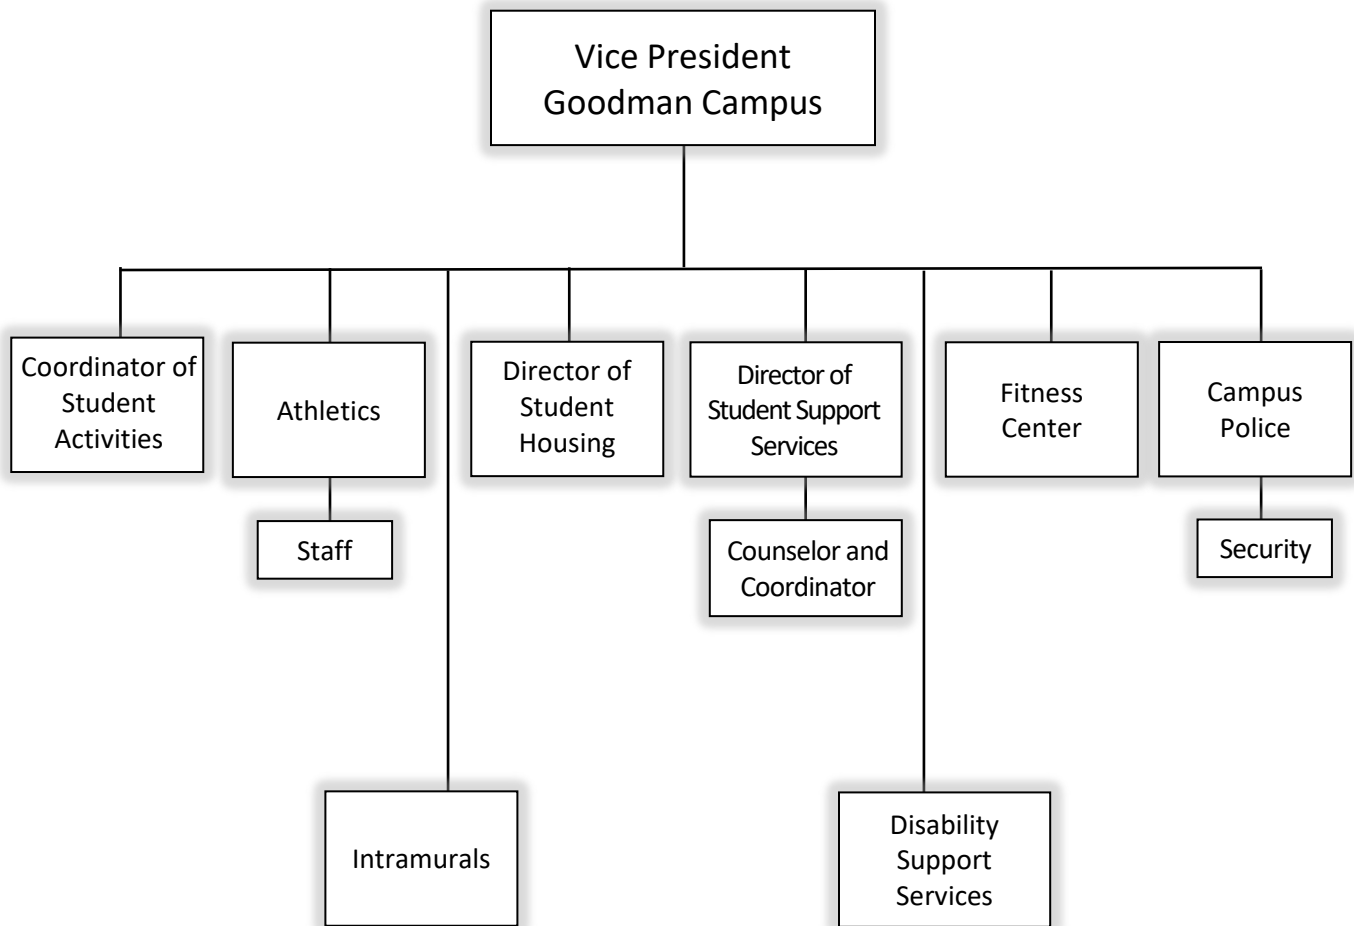 Vice President
Goodman Campus
Coordinator of
Student
Activities
Athletics
Director of
Student
Housing
Director of
Student Support
Services
Fitness
Center
Campus
Police
Staff
Counselor and
Coordinator
Security
Intramurals
Disability
Support
Services